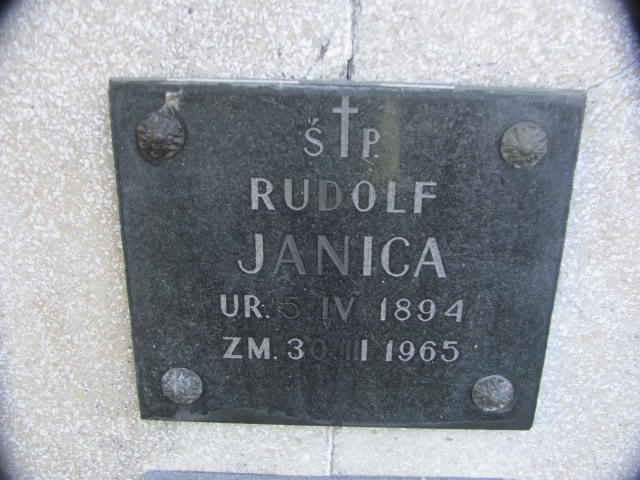 Ś P.
RUDOLF
JANICA
UR. 5 IV 1894
ZM. 30. III 1965